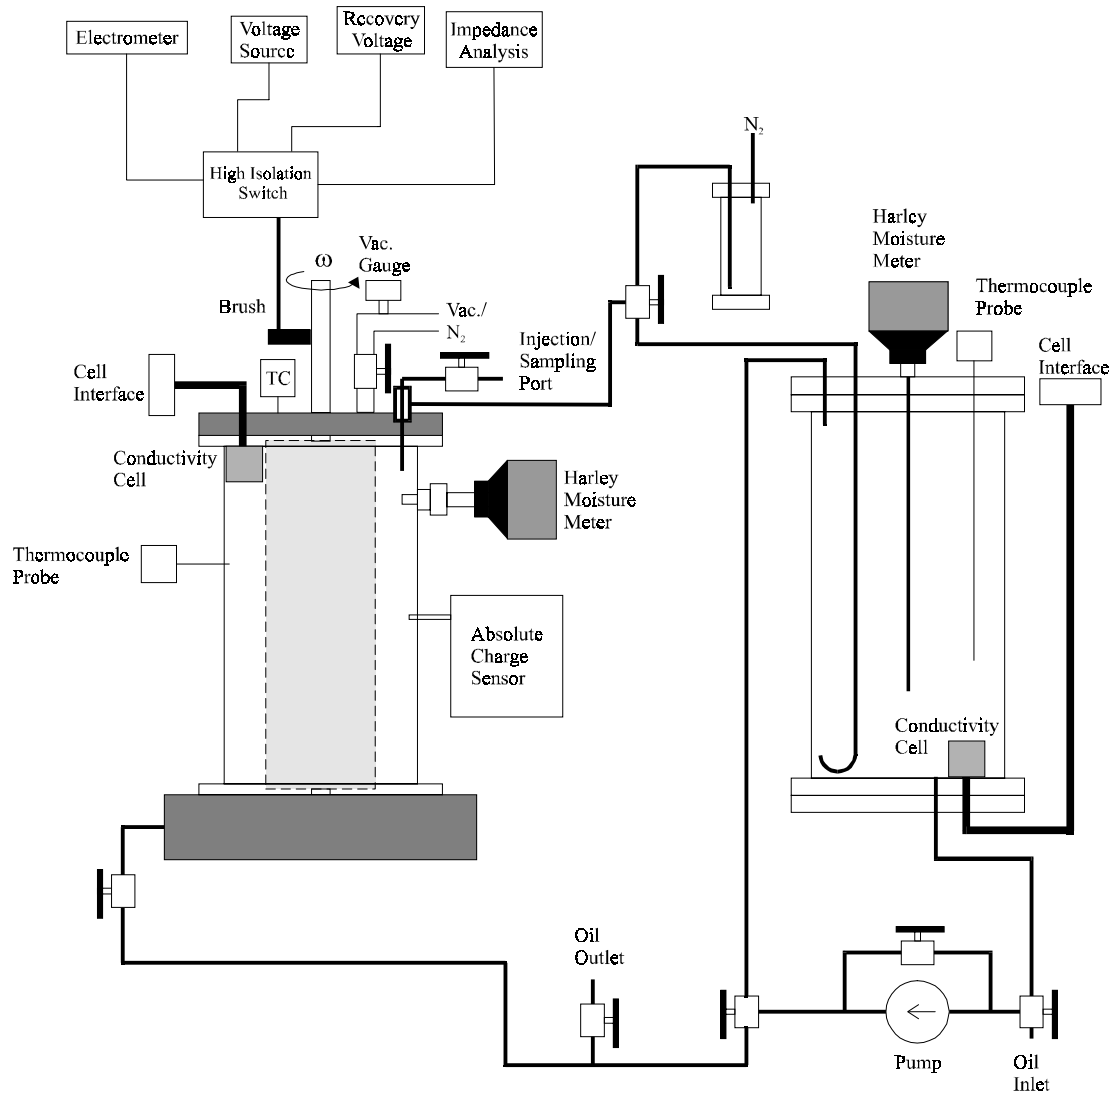 Electrometer
Voltage
Source
Recovery
Voltage
Impedance
Analysis
High Isolation
Switch
N2
Harley
Moisture
Meter
Vac.
Gauge
ω
Thermocouple
Probe
Brush
Vac./
N2
Injection/
Sampling
Port
Cell
Interface
Cell
Interface
TC
Conductivity
Cell
Harley
Moisture
Meter
Thermocouple
Probe
Absolute
Charge
Sensor
Conductivity
Cell
Oil
Outlet
Pump
Oil
Inlet